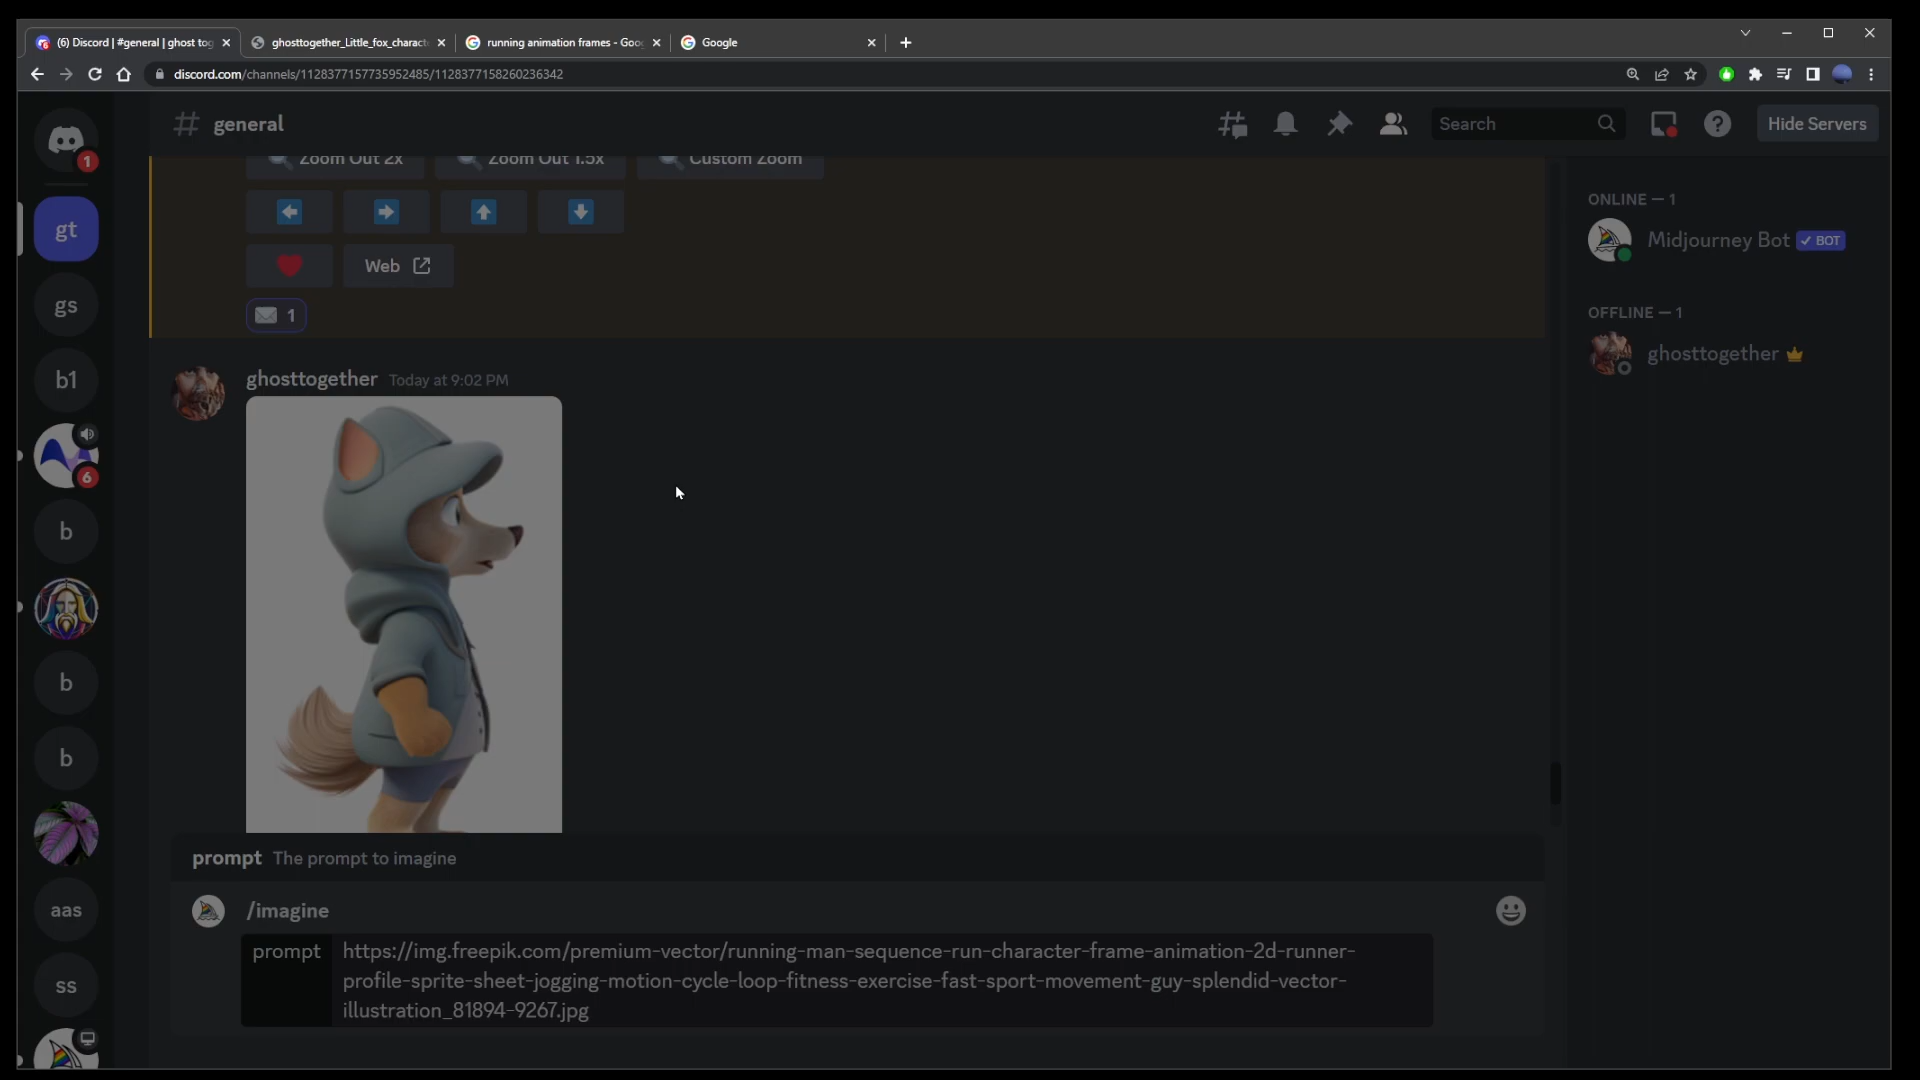 (6) Discord | #general | ghost tog
ghosttogether_Little_fox_characte
running animation frames - Goo
Google
discord.com/channels/1128377157735952485/1128377158260236342
1
# general
Search
Hide Servers
gt
gs
b1
6
b
b
b
aas
ss
Zoom Out 2x
Zoom Out 1.5x
Custom Zoom
Web
1
ghosttogether Today at 9:02 PM
prompt The prompt to imagine
/imagine
prompt https://img.freepik.com/premium-vector/running-man-sequence-run-character-frame-animation-2d-runner-
profile-sprite-sheet-jogging-motion-cycle-loop-fitness-exercise-fast-sport-movement-guy-splendid-vector-
illustration_81894-9267.jpg
ONLINE — 1
Midjourney Bot ✓ BOT
OFFLINE — 1
ghosttogether